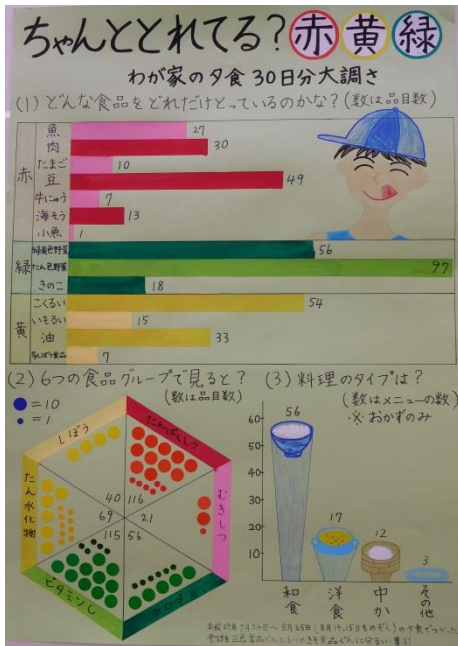 ちゃんととれてる？赤黄緑
わが家の夕食30日分大調さ
(1)どんな食品をどれだけとっているのかな？(数は品目数)
赤
魚 27
肉 30
たまご 10
豆 49
牛にゅう 7
海そう 13
小魚 1
緑
緑黄色野菜 56
たん色野菜 97
きのこ 18
黄
こくるい 54
いもるい 15
油 33
7
(2)6つの食品グループで見ると？
(数は品目数)
●=10
●=1
しぼう
たんぱくしつ
たん水化物
むきしつ
ビタミンC
カロチン
40 116
69 21
115 56
(3)料理のタイプは？
(数はメニューの数)
※おかずのみ
60
50
40
30
20
10
56
17
12
3
和食
洋食
中か
その他